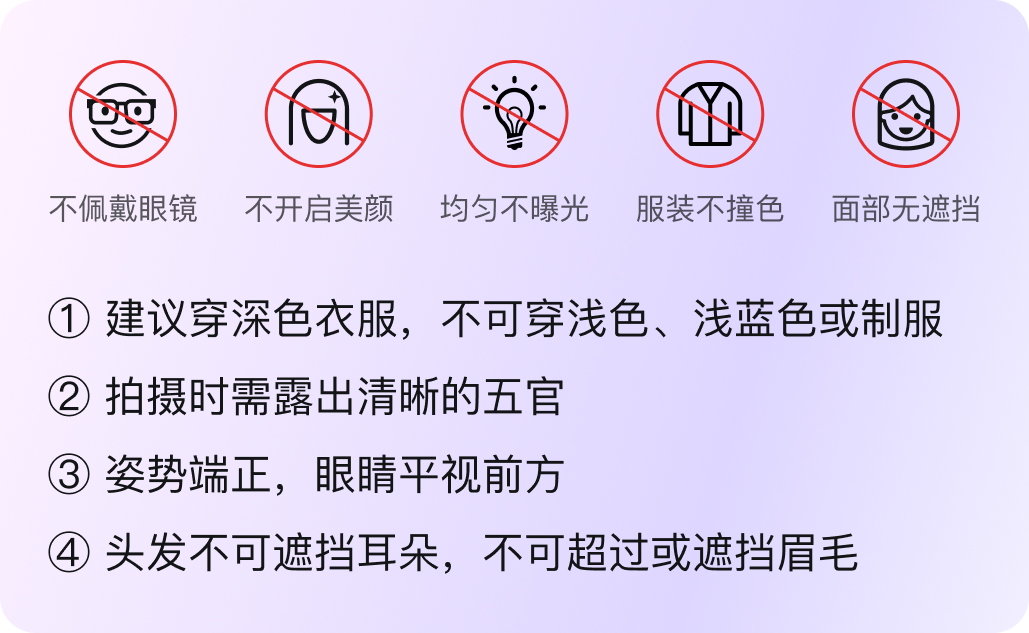 不佩戴眼镜 不开启美颜 均匀不曝光 服装不撞色 面部无遮挡
① 建议穿深色衣服，不可穿浅色、浅蓝色或制服
② 拍摄时需露出清晰的五官
③ 姿势端正，眼睛平视前方
④ 头发不可遮挡耳朵，不可超过或遮挡眉毛